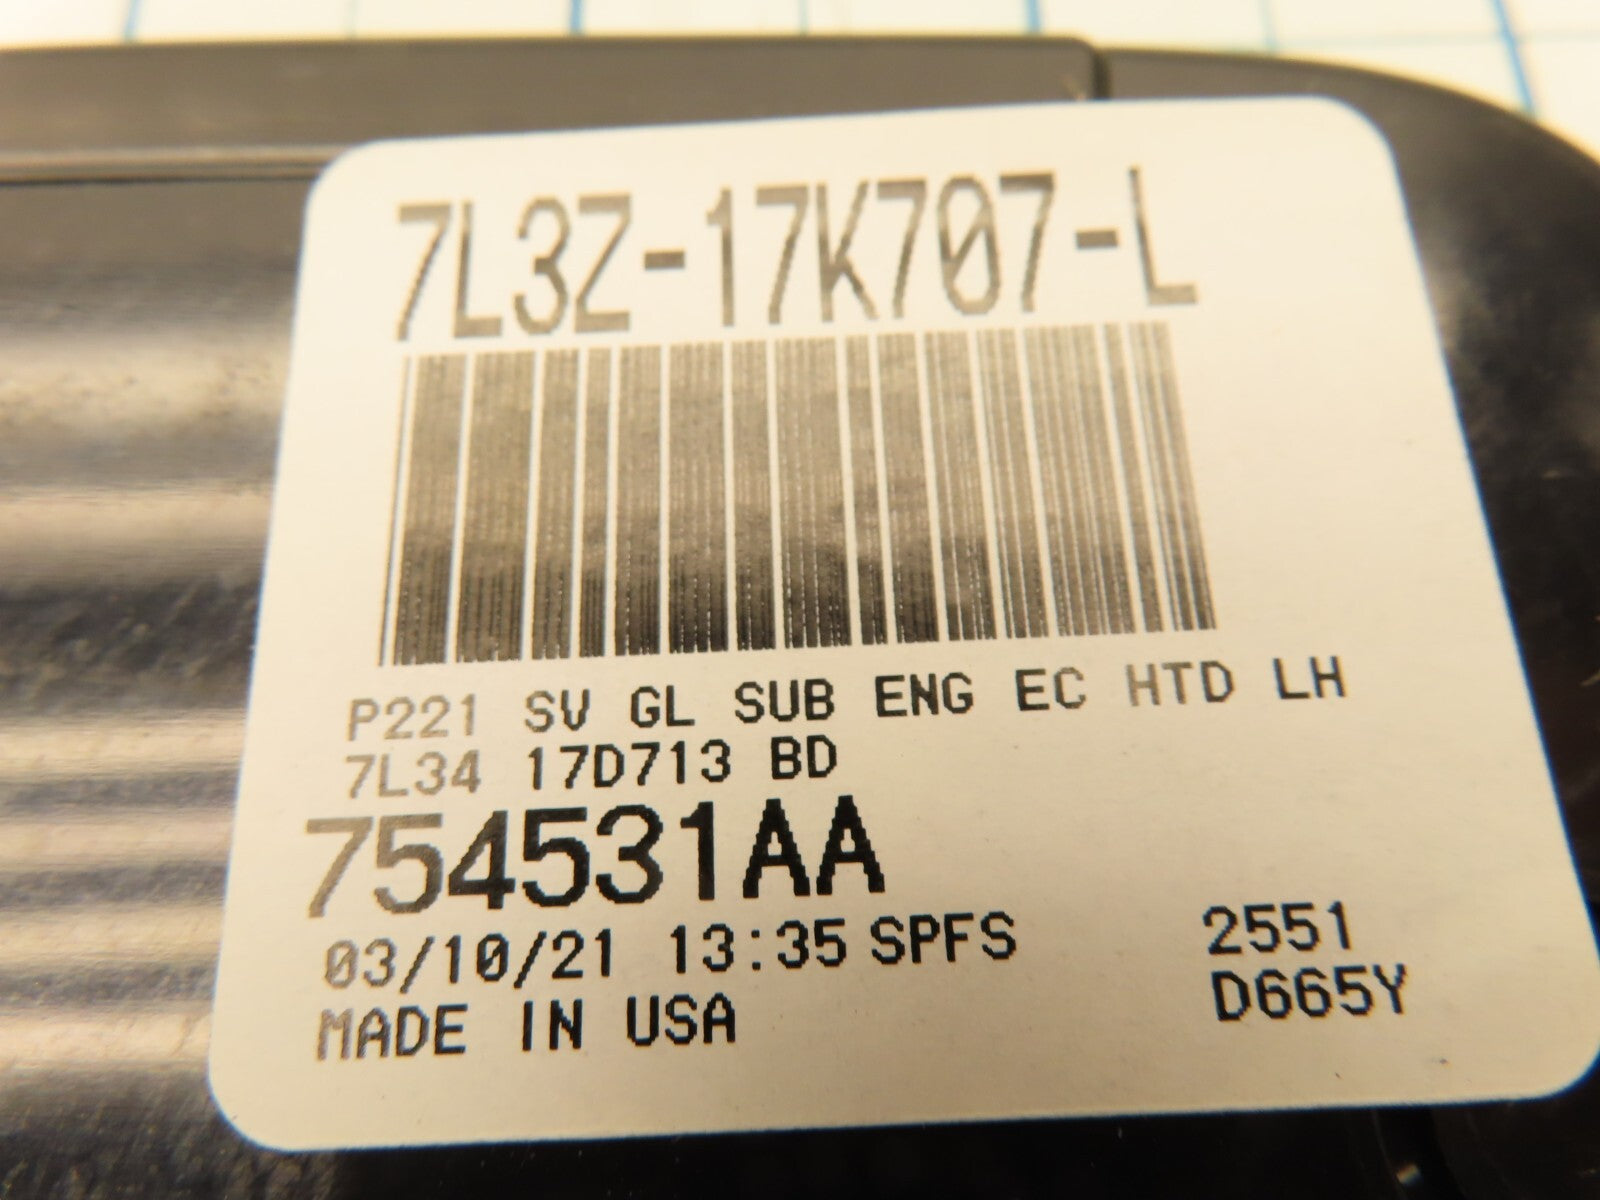 7L3Z-17K707-L
P221 SV GL SUB ENG EC HTD LH
7L34 17D713 BD
754531AA
03/10/21 13:35 SPFS 2551
MADE IN USA D665Y